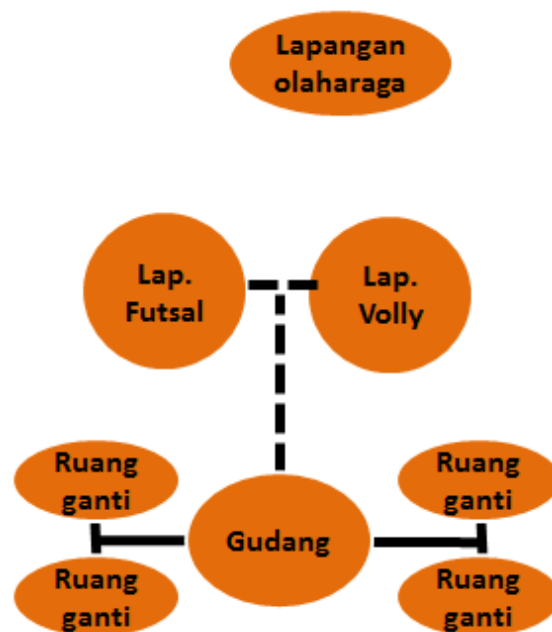 Lapangan
olaharaga
Lap.
Futsal
Lap.
Volly
Ruang
ganti
Ruang
ganti
Gudang
Ruang
ganti
Ruang
ganti